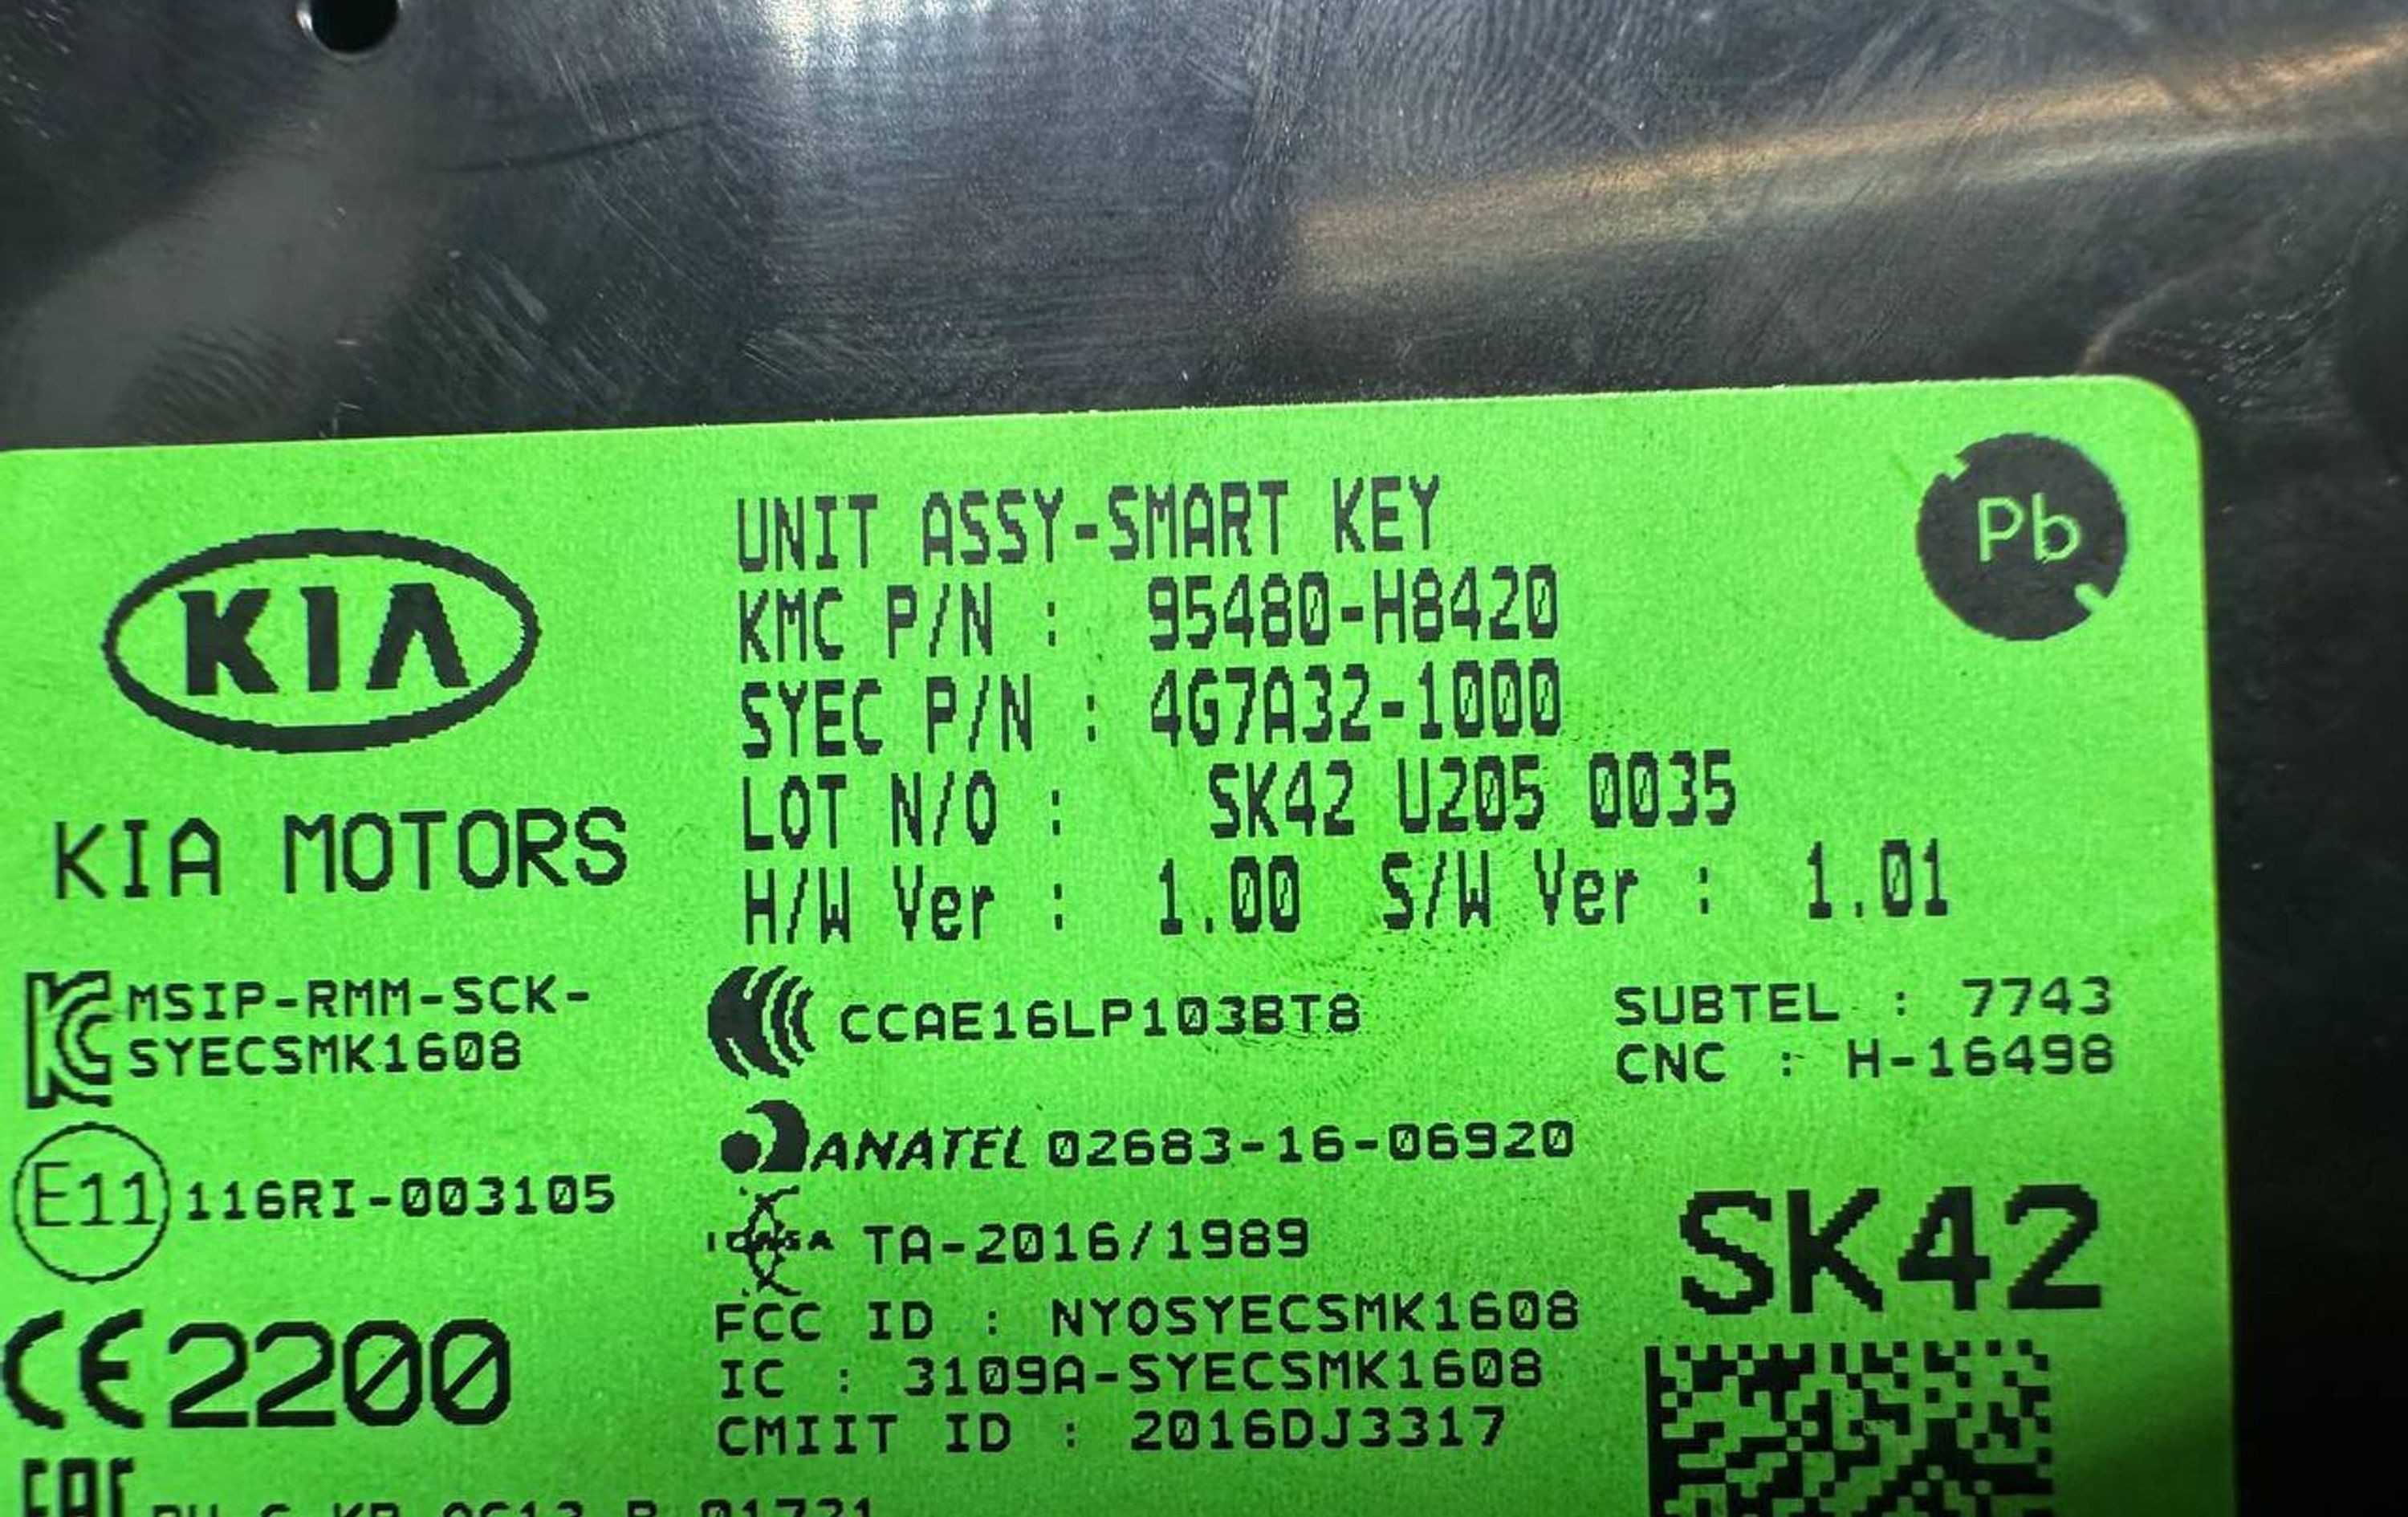 UNIT ASSY-SMART KEY
KMC P/N : 95480-H8420
SYEC P/N : 4G7A32-1000
LOT N/O : SK42 U205 0035
H/W Ver : 1.00 S/W Ver : 1.01
Pb
KIA
KIA MOTORS
MSIP-RMM-SCK-
SYECSMK1608
CCAE16LP103BT8
SUBTEL : 7743
CNC : H-16498
E11 116RI-003105
ANATEL 02683-16-06920
ICASA TA-2016/1989
SK42
CE 2200
FCC ID : NYOSYECSMK1608
IC : 3109A-SYECSMK1608
CMIIT ID : 2016DJ3317
EAC